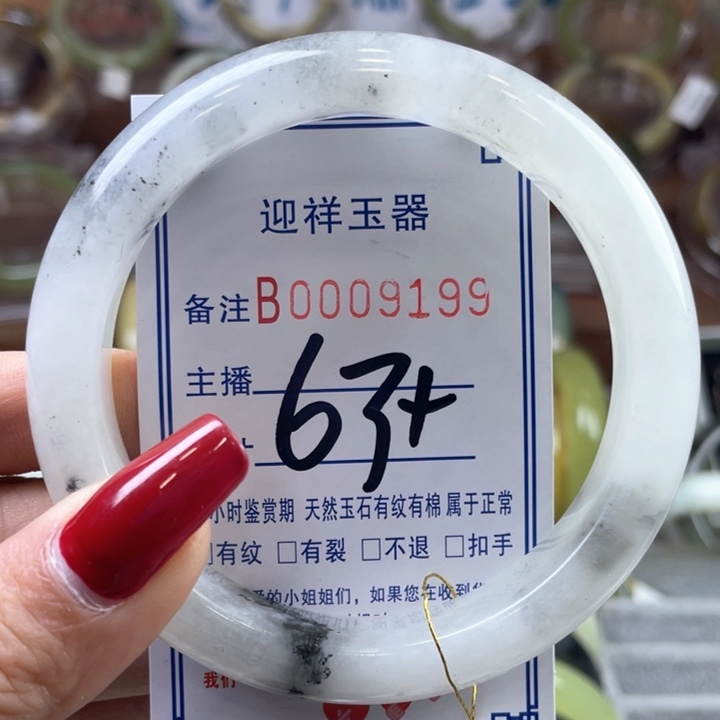 迎祥玉器
备注B0009199
主播
63+
小时鉴赏期 天然玉石有纹有棉属于正常
□有纹 □有裂 □不退 □扣手
的小姐姐们，如果您在收到
我们